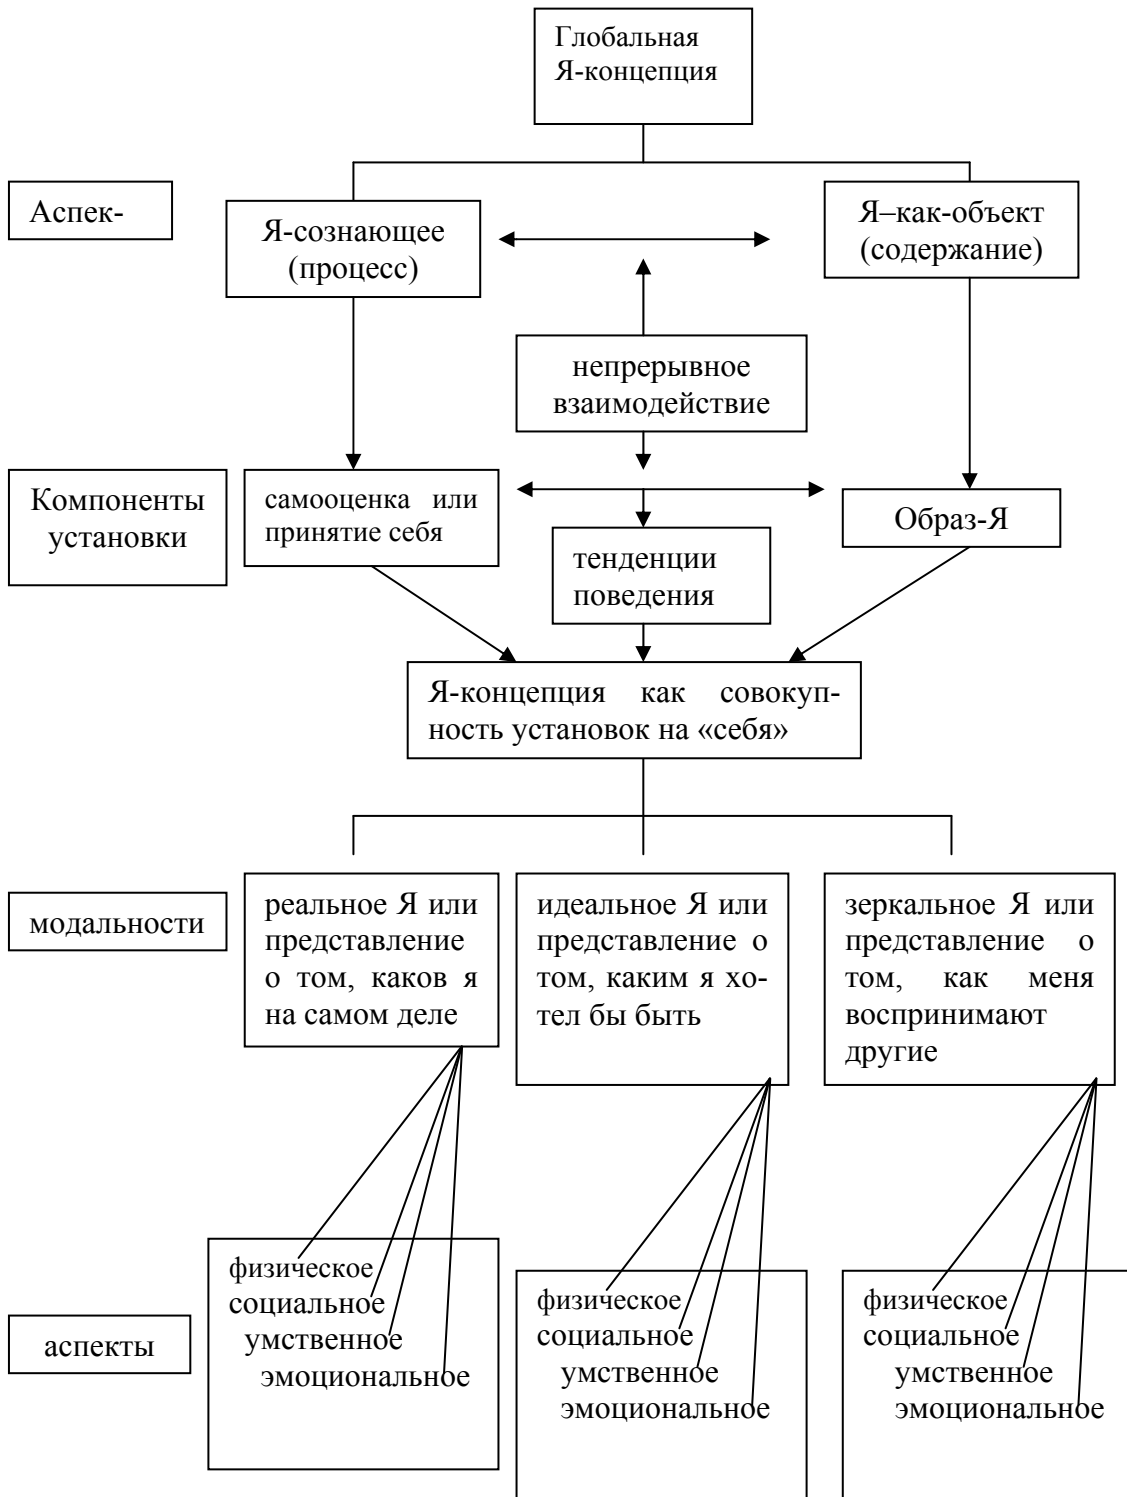 Глобальная
Я-концепция
Аспек-
Я-сознающее
(процесс)
Я–как-объект
(содержание)
непрерывное
взаимодействие
Компоненты
установки
самооценка или
принятие себя
Образ-Я
тенденции
поведения
Я-концепция как совокуп-
ность установок на «себя»
модальности
реальное Я или
представление
о том, каков я
на самом деле
идеальное Я или
представление о
том, каким я хо-
тел бы быть
зеркальное Я или
представление о
том, как меня
воспринимают
другие
аспекты
физическое
социальное
умственное
эмоциональное
физическое
социальное
умственное
эмоциональное
физическое
социальное
умственное
эмоциональное